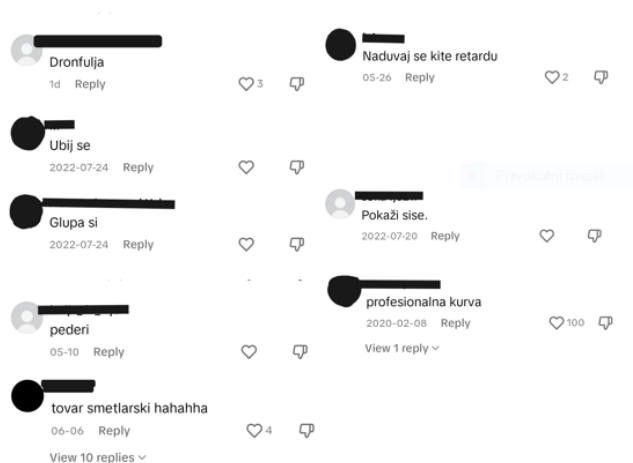 Dronfulja
1d Reply
3
Ubij se
2022-07-24 Reply
Glupa si
2022-07-24 Reply
pederi
05-10 Reply
tovar smetlarski hahahha
06-06 Reply
4
View 10 replies
Naduvaj se kite retardu
05-26 Reply
2
Pokaži sise.
2022-07-20 Reply
profesionalna kurva
2020-02-08 Reply
100
View 1 reply